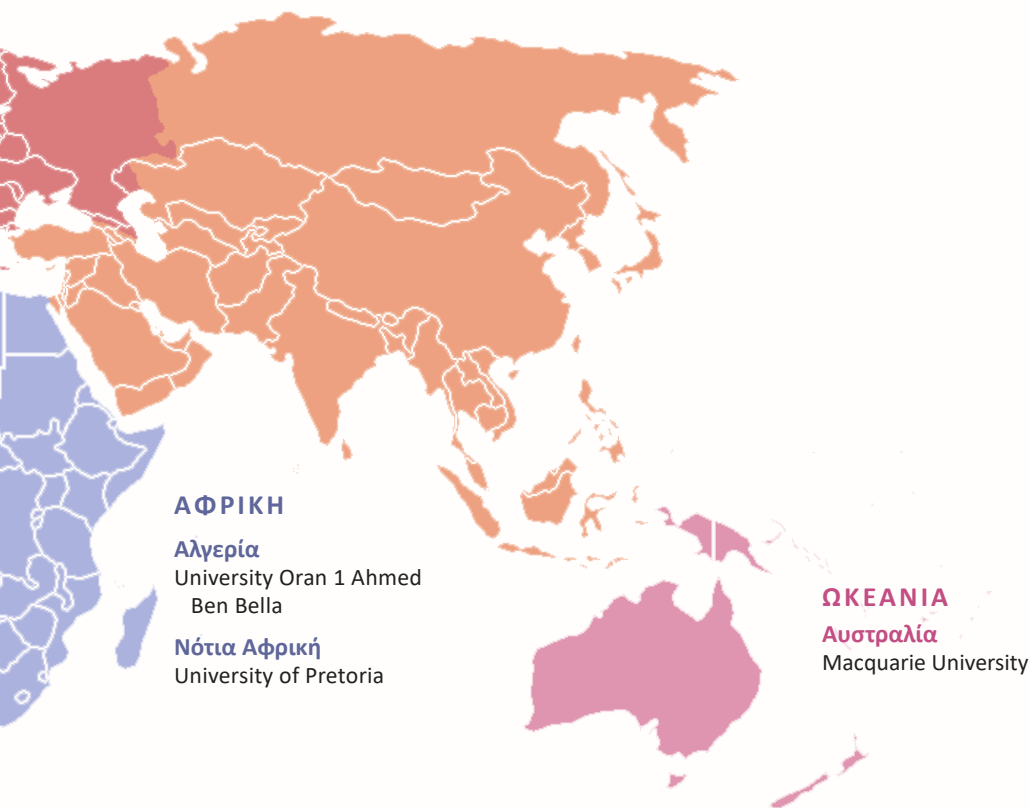 ΑΦΡΙΚΗ
Αλγερία
University Oran 1 Ahmed
Ben Bella
Νότια Αφρική
University of Pretoria
ΩΚΕΑΝΙΑ
Αυστραλία
Macquarie University